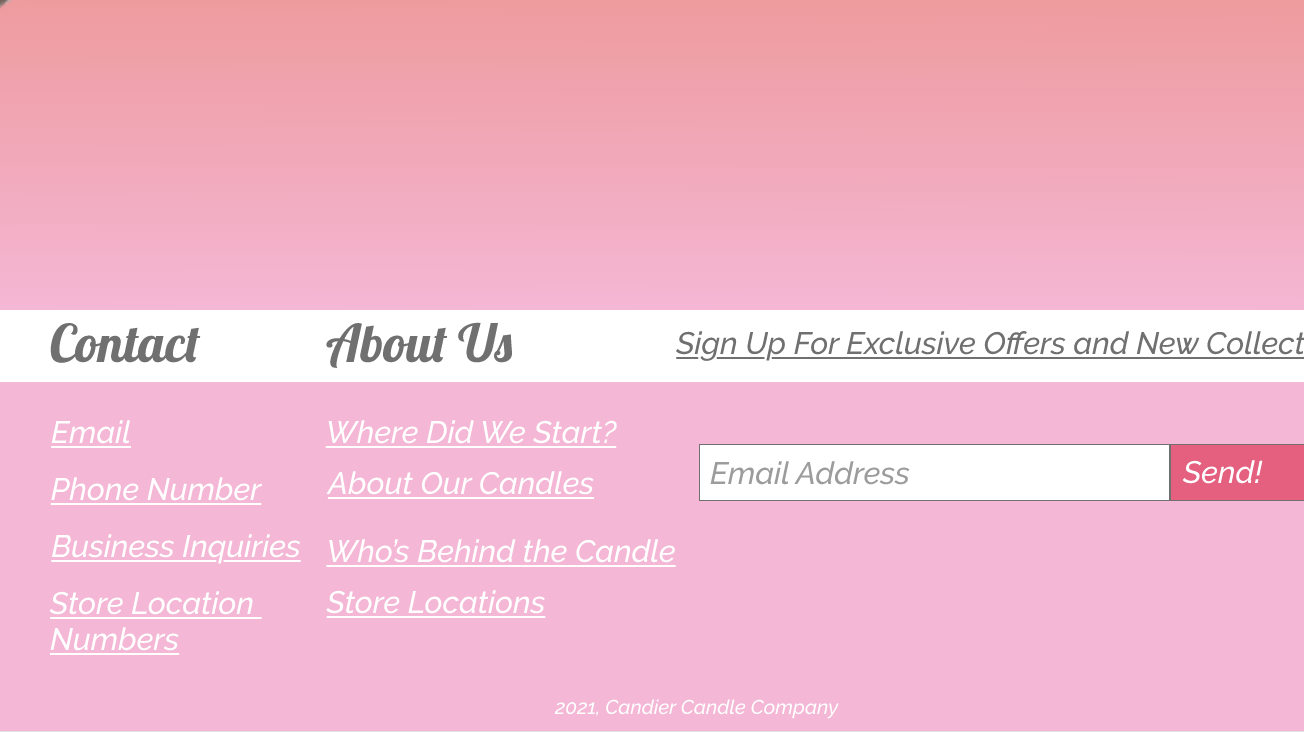 Contact
About Us
Sign Up For Exclusive Offers and New Collect
Email
Phone Number
Business Inquiries
Store Location
Numbers
Where Did We Start?
About Our Candles
Who's Behind the Candle
Store Locations
Email Address
Send!
2021, Candier Candle Company